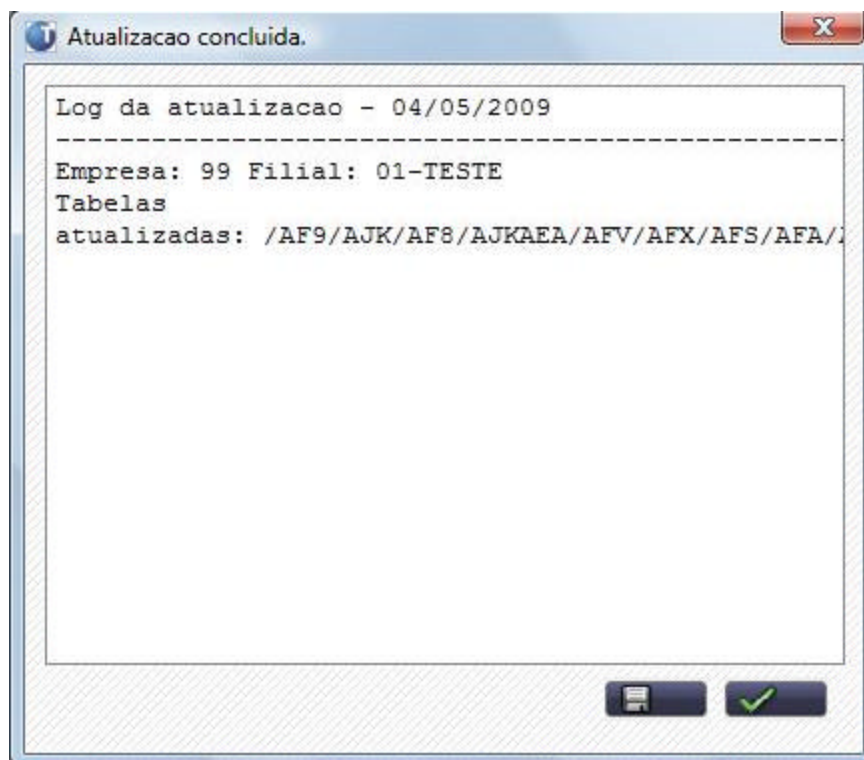 Atualizacao concluida.
Log da atualizacao - 04/05/2009
----------------------------------------------------
Empresa: 99 Filial: 01-TESTE
Tabelas
atualizadas: /AF9/AJK/AF8/AJKAEA/AFV/AFX/AFS/AFA/